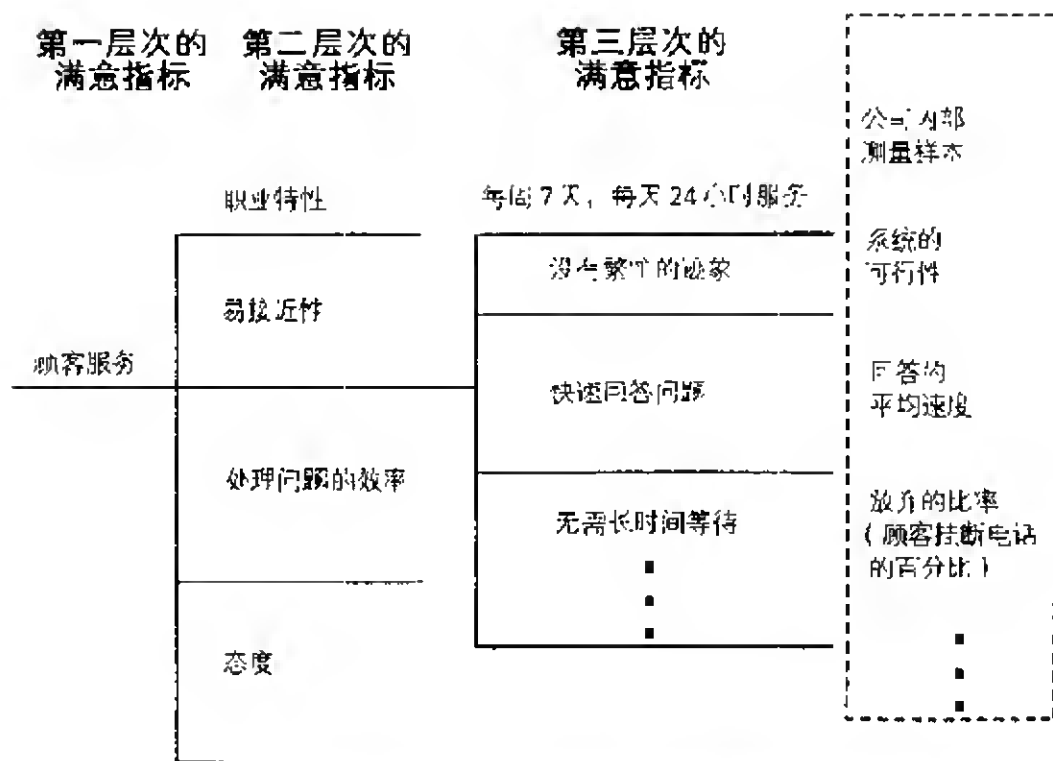 第一层次的
满意指标
第二层次的
满意指标
第三层次的
满意指标
公司内部
测量样本
职业特性
每周7天，每天24小时服务
系统的
可行性
没有繁忙的迹象
易接近性
顾客服务
快速回答问题
回答的
平均速度
处理问题的效率
无需长时间等待
放弃的比率
（顾客挂断电话
的百分比）
态度